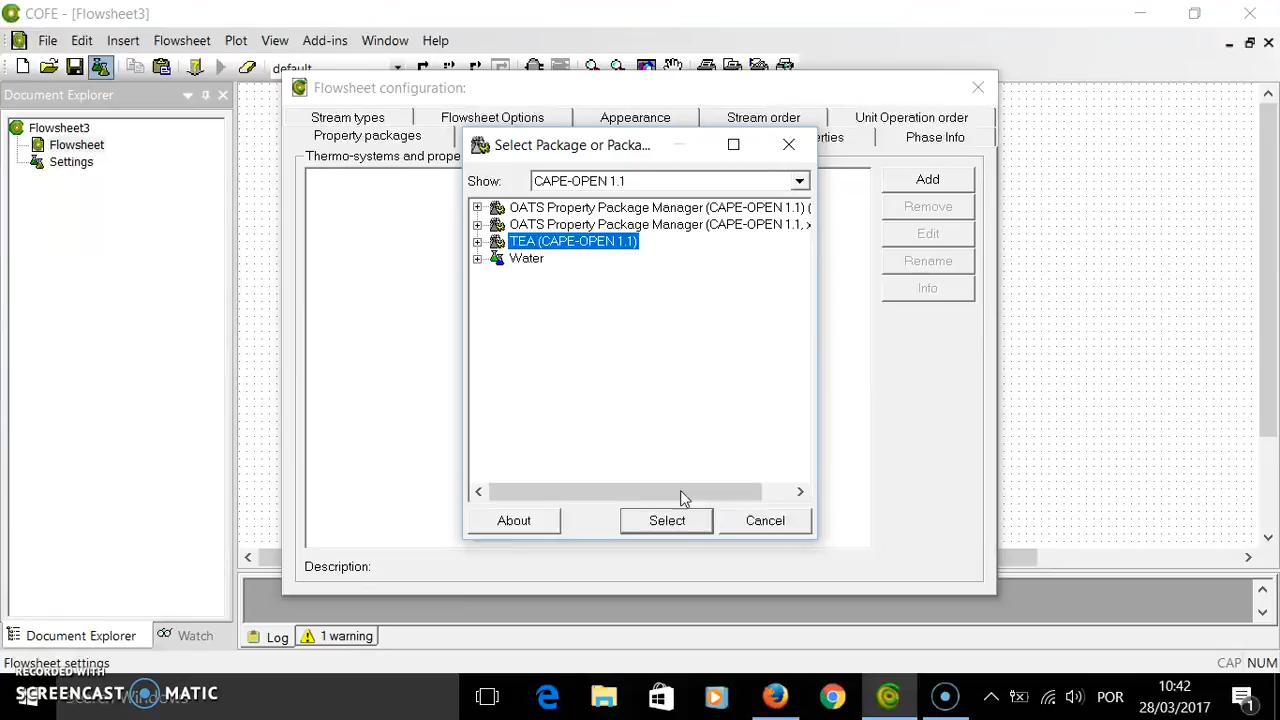 COFE - [Flowsheet3]
File Edit Insert Flowsheet Plot View Add-ins Window Help
default
Document Explorer
Flowsheet3
Flowsheet
Settings
Flowsheet configuration:
Stream types Flowsheet Options Appearance Stream order Unit Operation order
Property packages erties Phase Info
Thermo-systems and prope
Add
Remove
Edit
Rename
Info
Select Package or Packa...
Show: CAPE-OPEN 1.1
OATS Property Package Manager (CAPE-OPEN 1.1) (
OATS Property Package Manager (CAPE-OPEN 1.1, x
TEA (CAPE-OPEN 1.1)
Water
About Select Cancel
Description:
Document Explorer Watch
Log 1 warning
Flowsheet settings
CAP NUM
RECORDED WITH
SCREENCAST MATIC
POR
10:42
28/03/2017
1